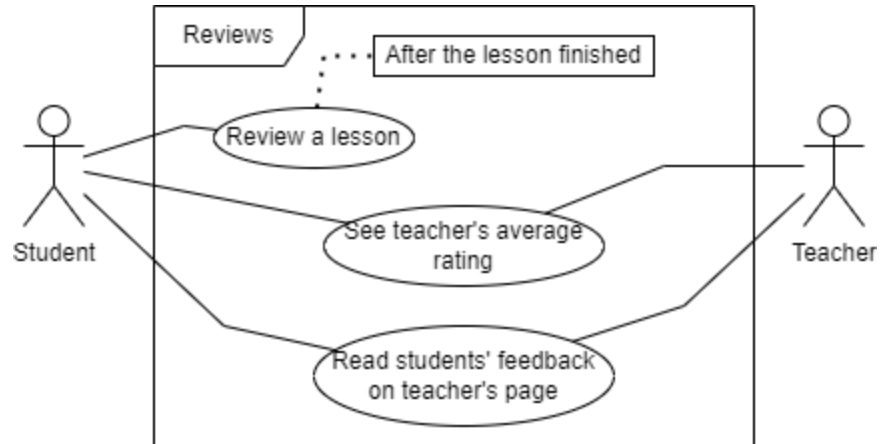 Reviews
After the lesson finished
Review a lesson
See teacher's average
rating
Student
Teacher
Read students' feedback
on teacher's page